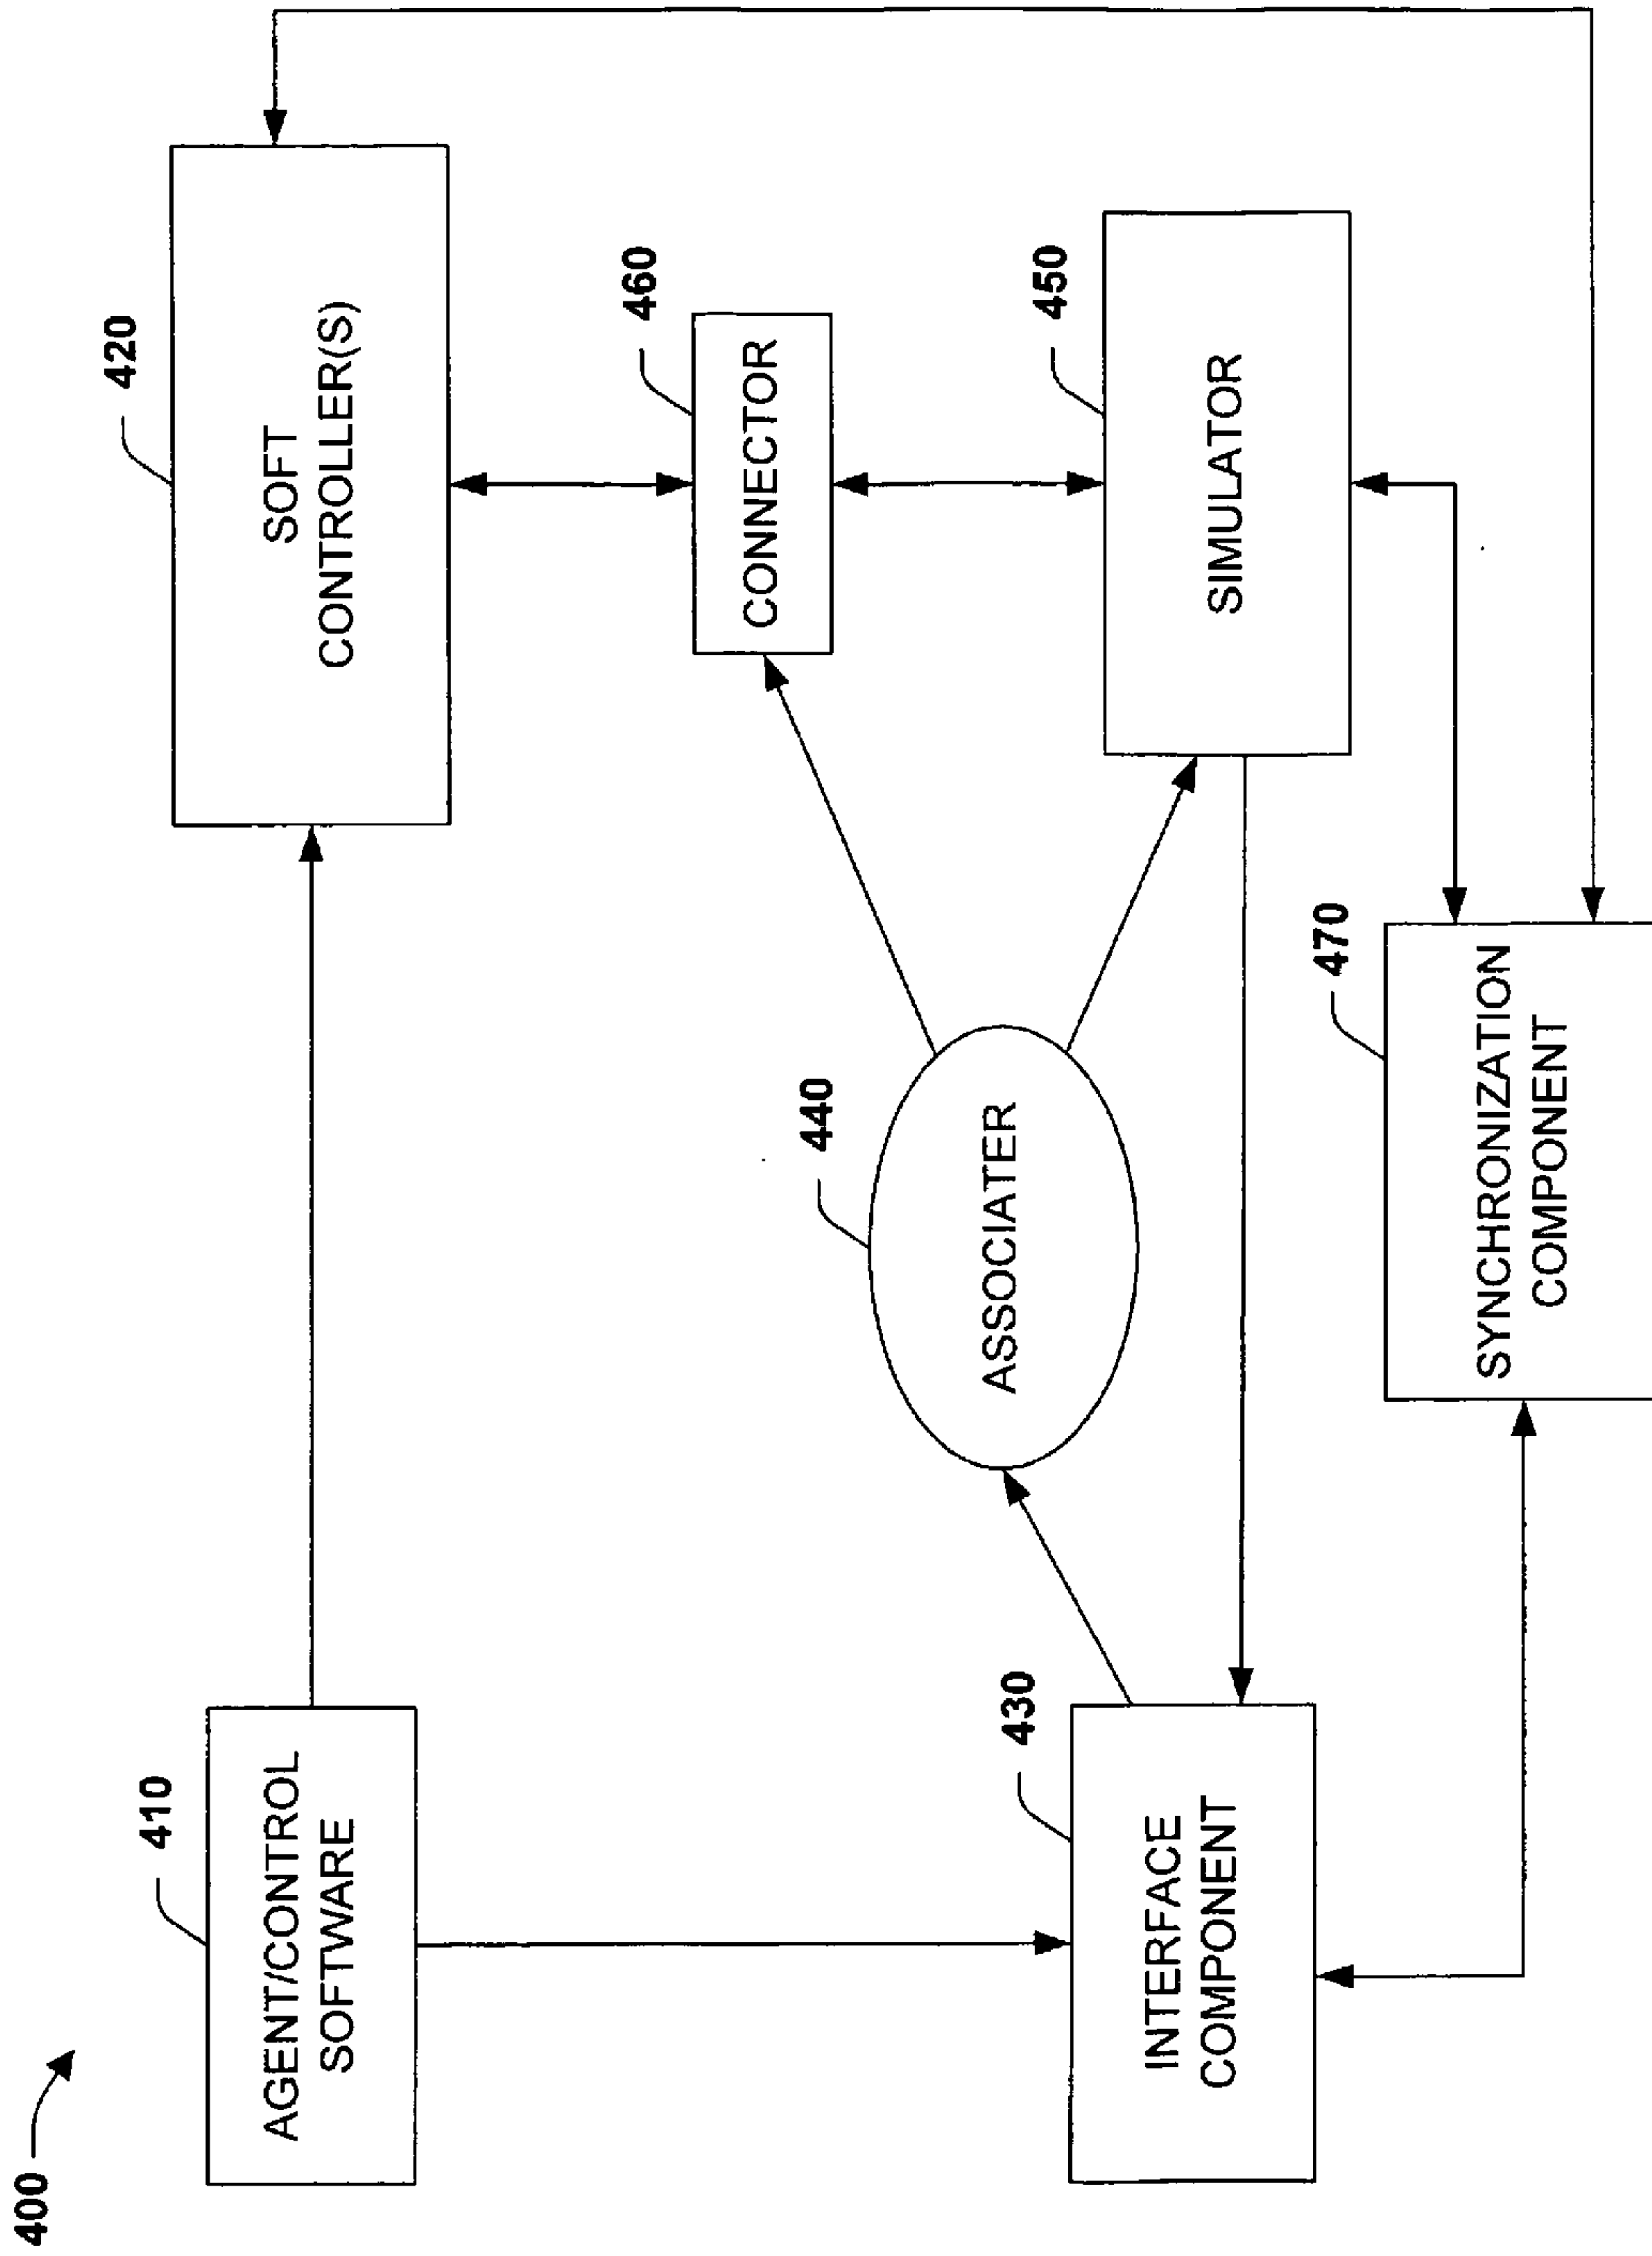 400
410
AGENT/CONTROL
SOFTWARE
420
SOFT
CONTROLLER(S)
460
CONNECTOR
440
ASSOCIATER
430
INTERFACE
COMPONENT
450
SIMULATOR
470
SYNCHRONIZATION
COMPONENT